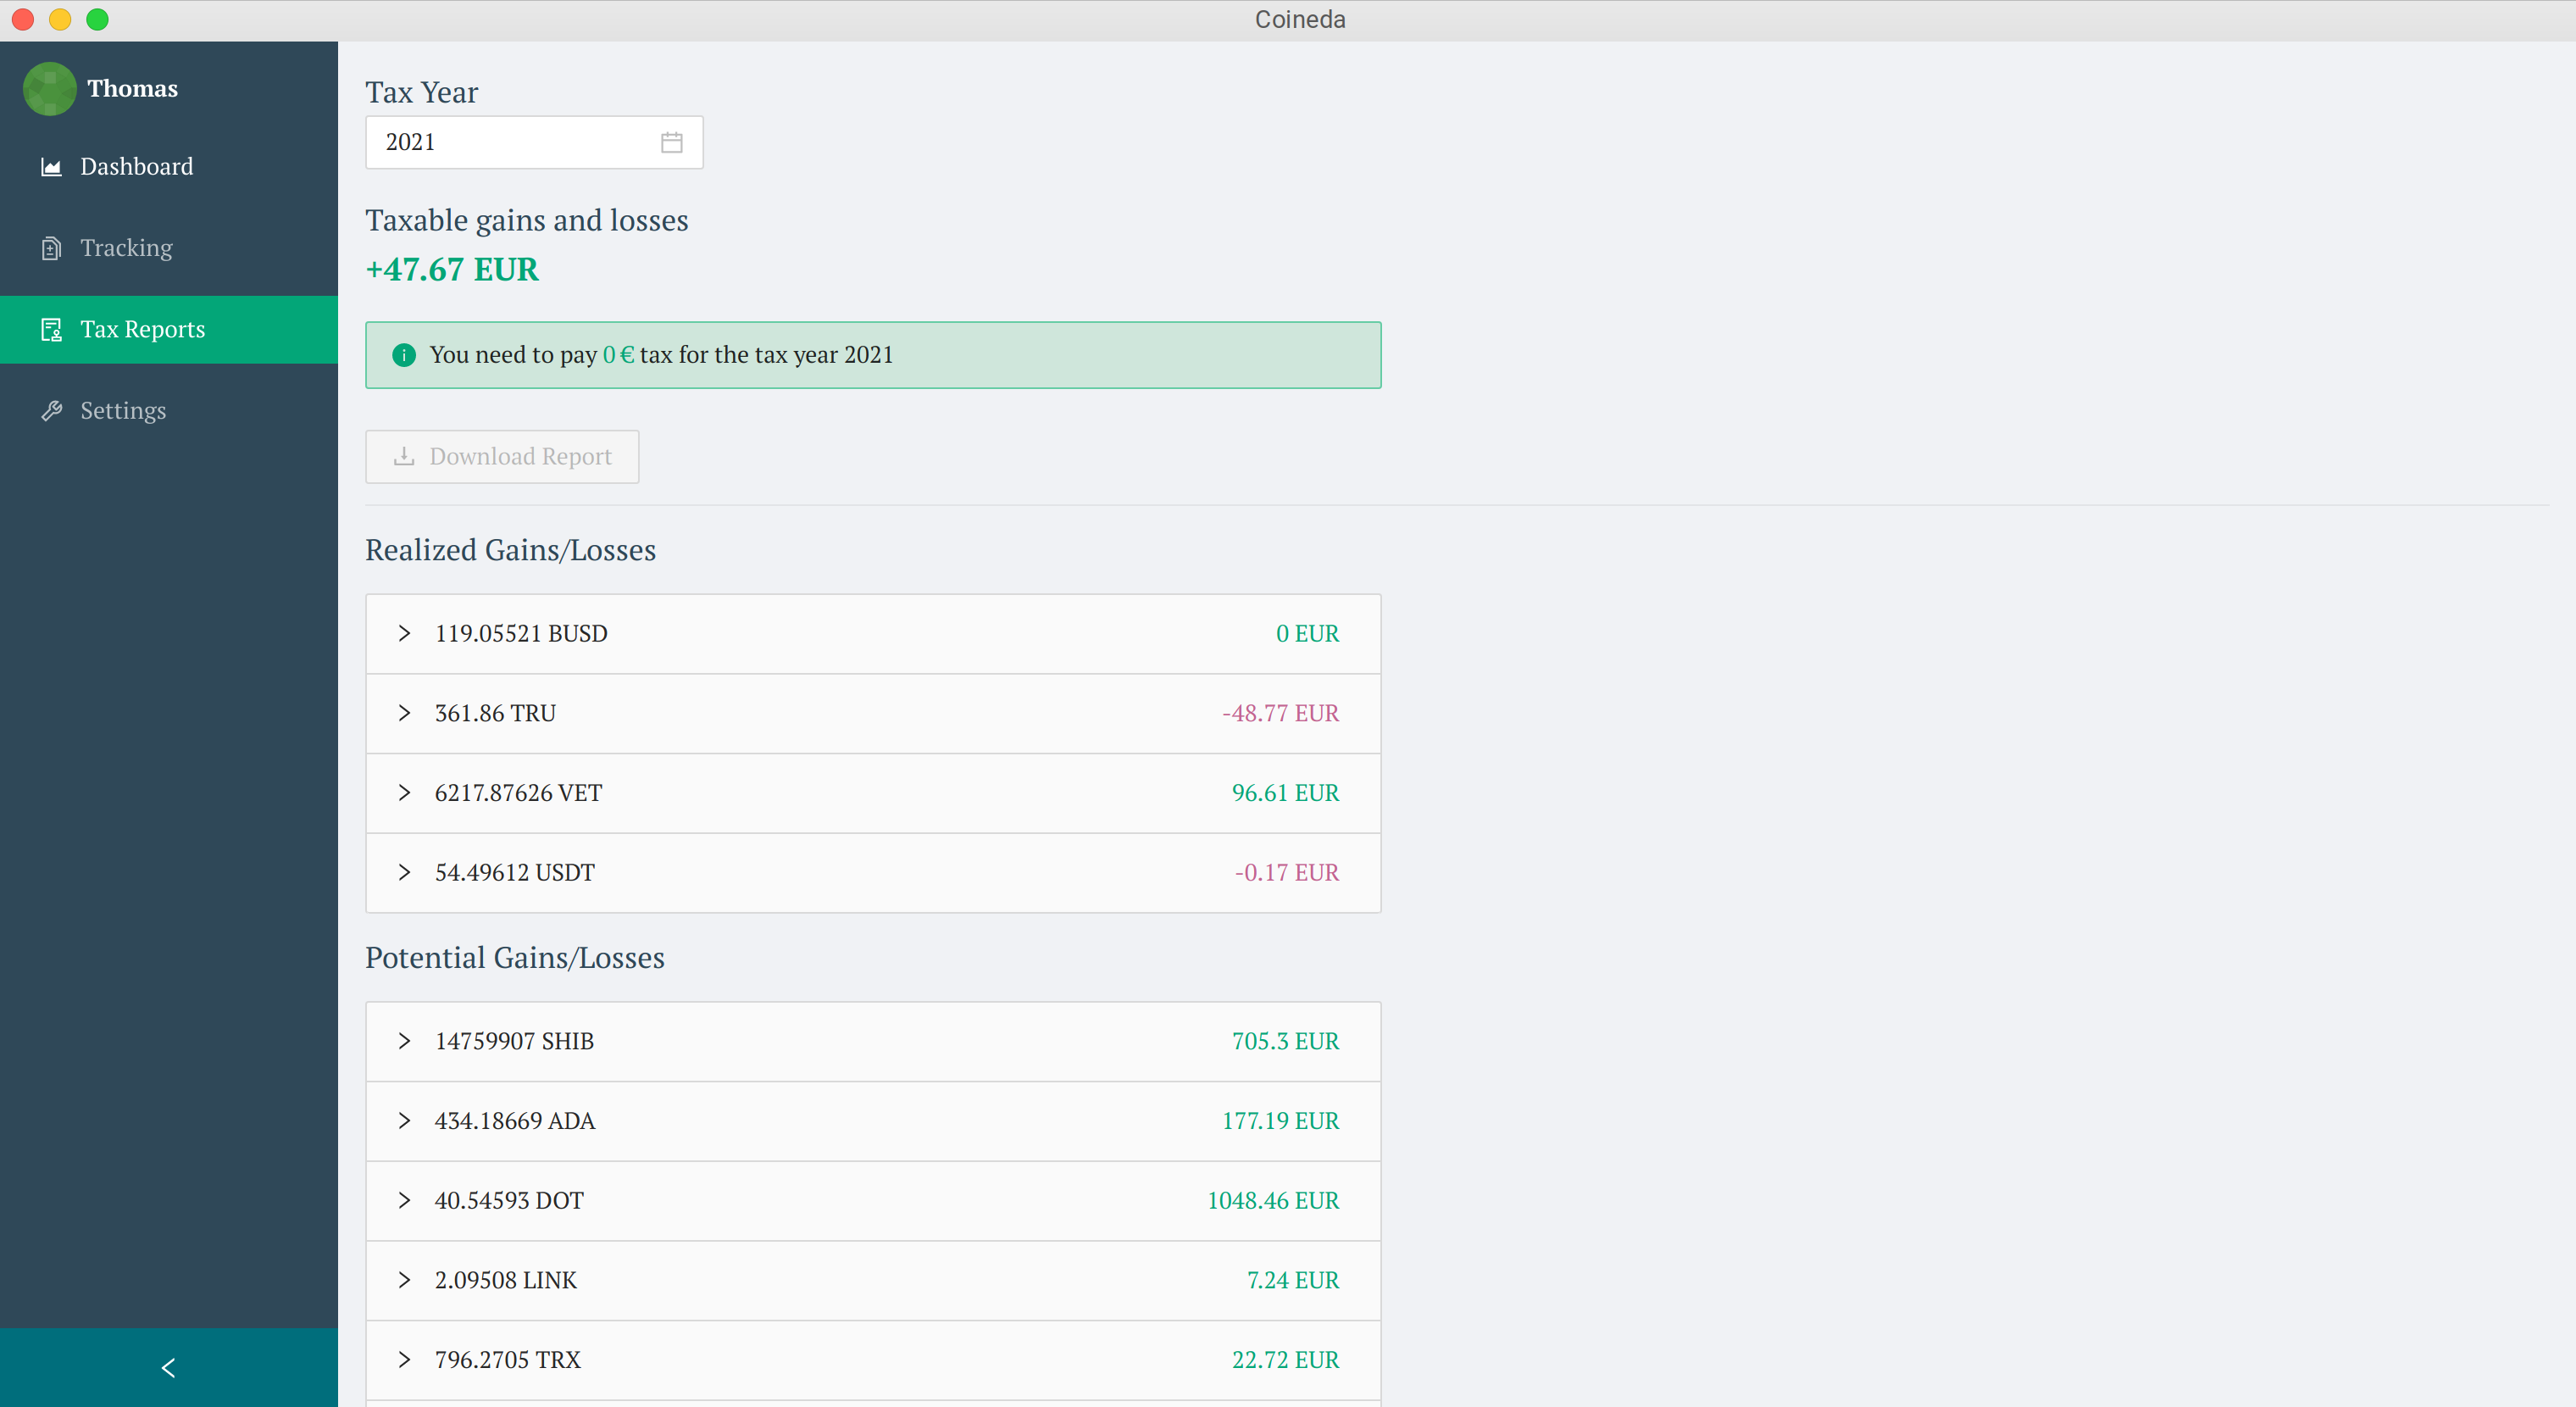 Coineda
Thomas
Dashboard
Tracking
Tax Reports
Settings
Tax Year
2021
Taxable gains and losses
+47.67 EUR
You need to pay 0 € tax for the tax year 2021
Download Report
Realized Gains/Losses
119.05521 BUSD 0 EUR
361.86 TRU -48.77 EUR
6217.87626 VET 96.61 EUR
54.49612 USDT -0.17 EUR
Potential Gains/Losses
14759907 SHIB 705.3 EUR
434.18669 ADA 177.19 EUR
40.54593 DOT 1048.46 EUR
2.09508 LINK 7.24 EUR
796.2705 TRX 22.72 EUR